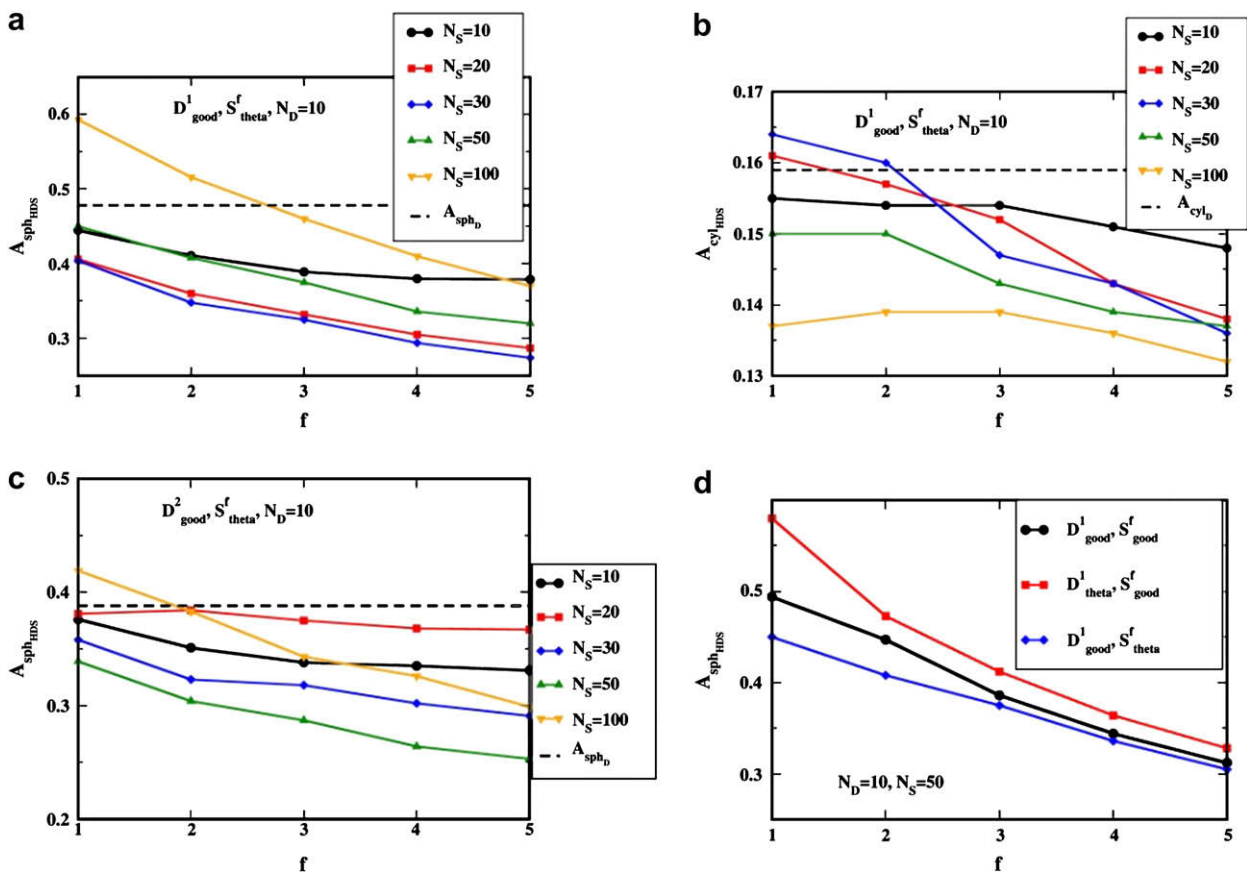 a
N_S=10
N_S=20
N_S=30
N_S=50
N_S=100
A_sph_D
D^1_good, S^f_theta, N_D=10
0.6
0.5
0.4
0.3
A_sph_HDS
1 2 3 4 5
f
b
N_S=10
N_S=20
N_S=30
N_S=50
N_S=100
A_cyl_D
D^1_good, S^f_theta, N_D=10
0.17
0.16
0.15
0.14
0.13
A_cyl_HDS
1 2 3 4 5
f
c
D^2_good, S^f_theta, N_D=10
N_S=10
N_S=20
N_S=30
N_S=50
N_S=100
A_sph_D
0.5
0.4
0.3
0.2
A_sph_HDS
1 2 3 4 5
f
d
D^1_good, S^f_good
D^1_theta, S^f_good
D^1_good, S^f_theta
0.5
0.4
0.3
A_sph_HDS
N_D=10, N_S=50
1 2 3 4 5
f